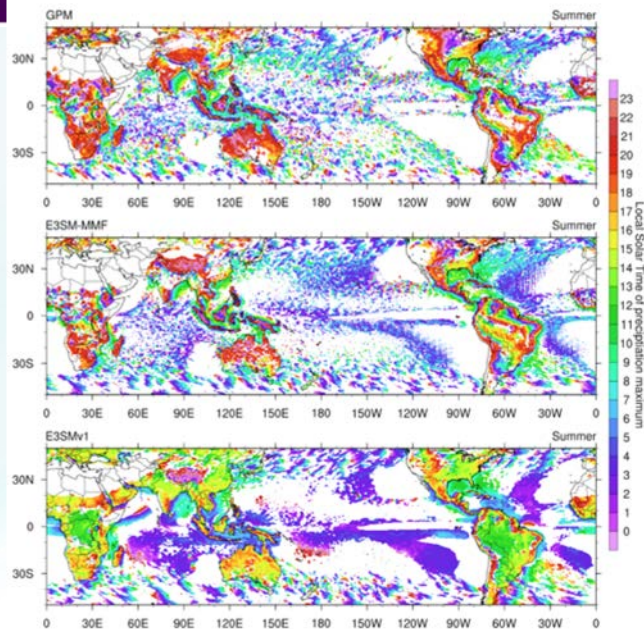 GPM Summer
30N
0
30S
0 30E 60E 90E 120E 150E 180 150W 120W 90W 60W 30W 0
E3SM-MMF Summer
30N
0
30S
0 30E 60E 90E 120E 150E 180 150W 120W 90W 60W 30W 0
E3SMv1 Summer
30N
0
30S
0 30E 60E 90E 120E 150E 180 150W 120W 90W 60W 30W 0
23
22
21
20
19
18
17
16
15
14
13
12
11
10
9
8
7
6
5
4
3
2
1
0
Local Solar Time of precipitation maximum